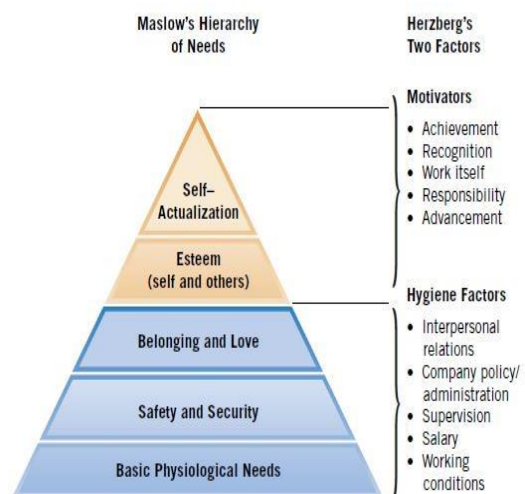 Maslow's Hierarchy
of Needs
Self–
Actualization
Esteem
(self and others)
Belonging and Love
Safety and Security
Basic Physiological Needs
Herzberg's
Two Factors
Motivators
• Achievement
• Recognition
• Work itself
• Responsibility
• Advancement
Hygiene Factors
• Interpersonal
relations
• Company policy/
administration
• Supervision
• Salary
• Working
conditions